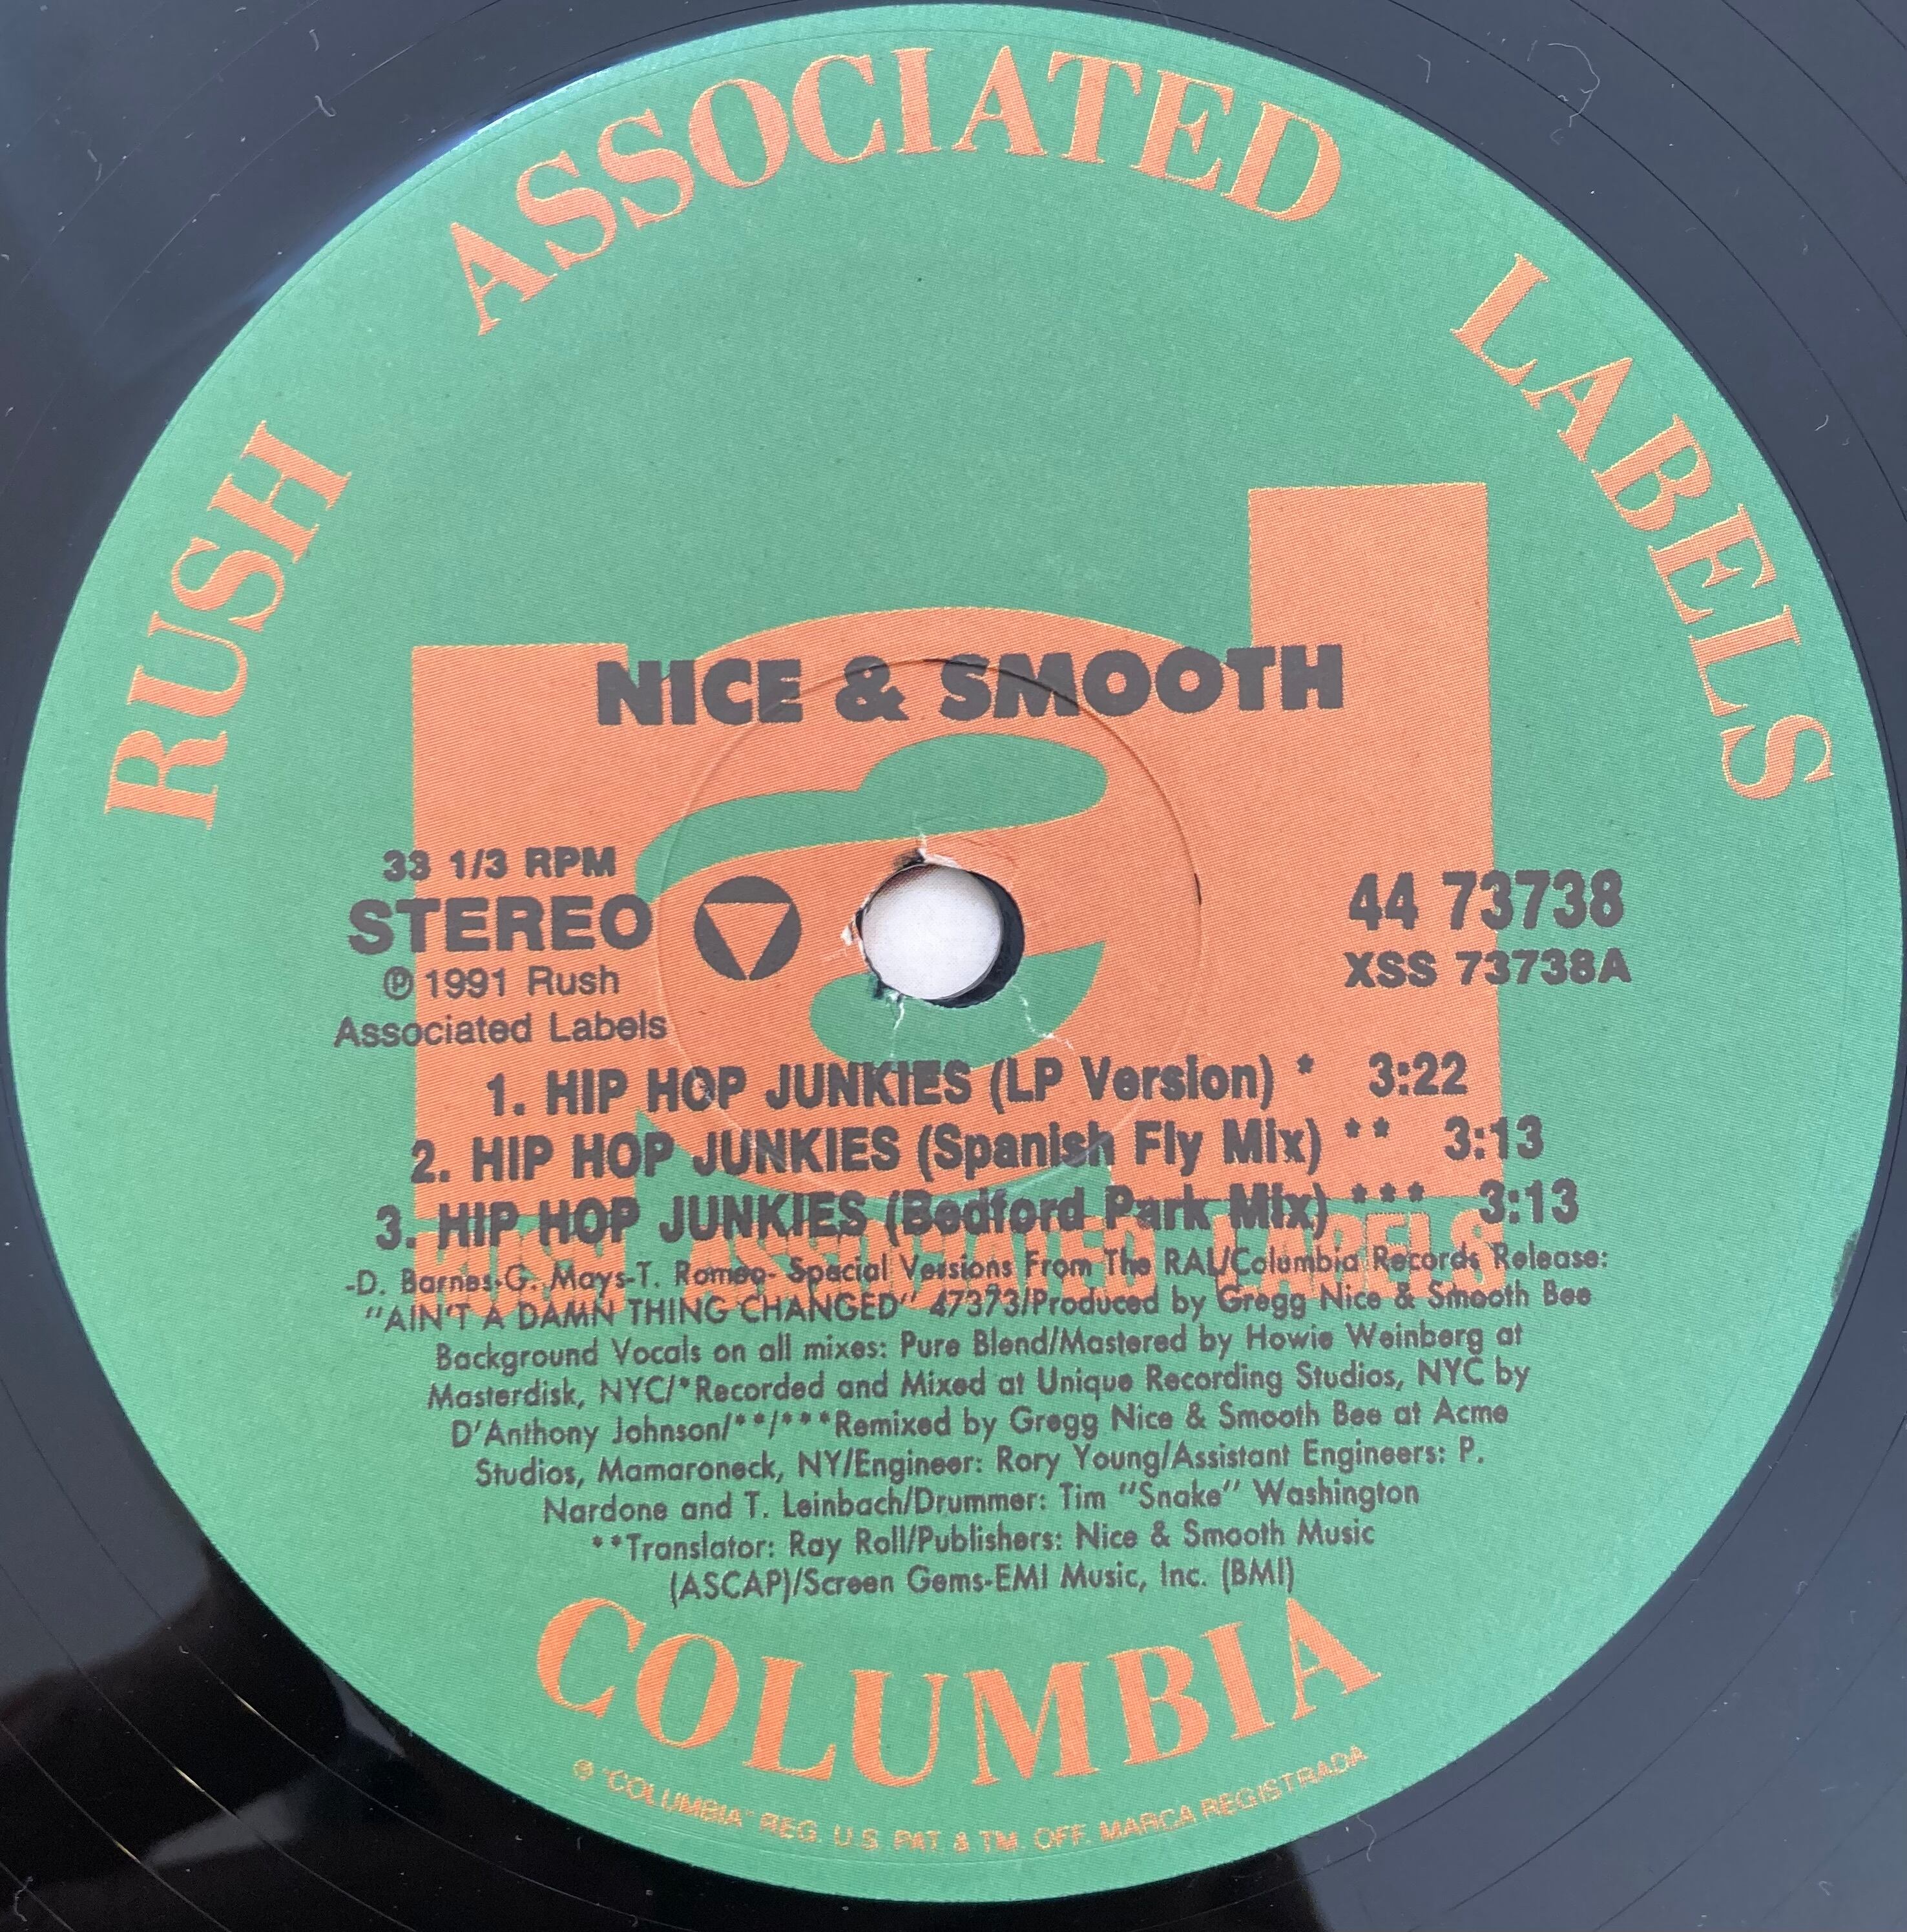 RUSH ASSOCIATED LABELS
NICE & SMOOTH
33 1/3 RPM
STEREO
℗ 1991 Rush
Associated Labels
44 73738
XSS 73738A
1. HIP HOP JUNKIES (LP Version) * 3:22
2. HIP HOP JUNKIES (Spanish Fly Mix) ** 3:13
3. HIP HOP JUNKIES (Bedford Park Mix) *** 3:13
RUSH ASSOCIATED LABELS
-D. Barnes-G. Mays-T. Romeo- Special Versions From The RAL/Columbia Records Release:
"AIN'T A DAMN THING CHANGED" 47373/Produced by Gregg Nice & Smooth Bee
Background Vocals on all mixes: Pure Blend/Mastered by Howie Weinberg at
Masterdisk, NYC/*Recorded and Mixed at Unique Recording Studios, NYC by
D'Anthony Johnson/**/***Remixed by Gregg Nice & Smooth Bee at Acme
Studios, Mamaroneck, NY/Engineer: Rory Young/Assistant Engineers: P.
Nardone and T. Leinbach/Drummer: Tim "Snake" Washington
**Translator: Ray Roll/Publishers: Nice & Smooth Music
(ASCAP)/Screen Gems-EMI Music, Inc. (BMI)
COLUMBIA
℗ "COLUMBIA" REG. U.S. PAT. & TM. OFF. MARCA REGISTRADA